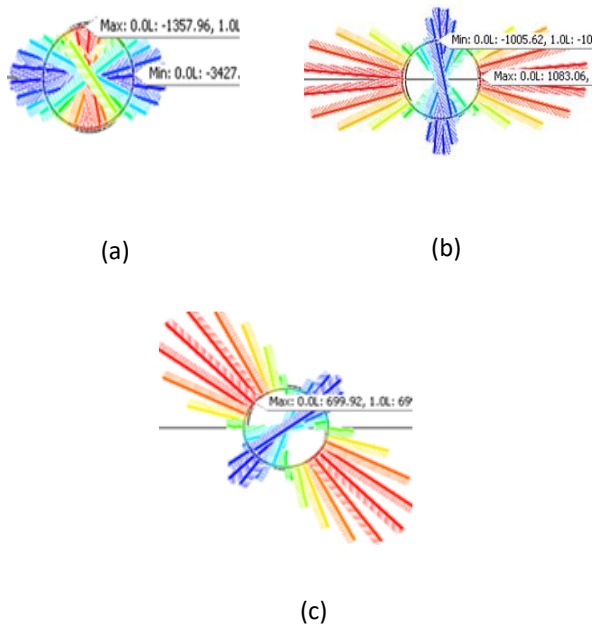 Max: 0.0L: -1357.96, 1.0L
Min: 0.0L: -3427.
Min: 0.0L: -1005.62, 1.0L: -10
Max: 0.0L: 1083.06,
(a)
(b)
Max: 0.0L: 699.92, 1.0L: 69
(c)